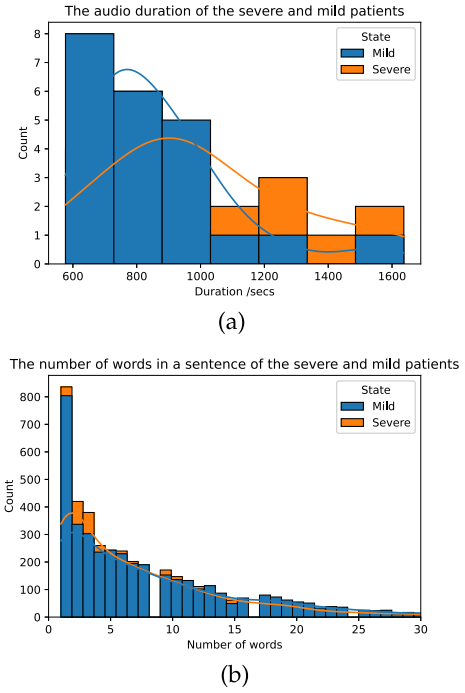 The audio duration of the severe and mild patients
State
Mild
Severe
8
7
6
5
4
3
2
1
0
Count
600 800 1000 1200 1400 1600
Duration /secs
(a)
The number of words in a sentence of the severe and mild patients
State
Mild
Severe
800
700
600
500
400
300
200
100
0
Count
0 5 10 15 20 25 30
Number of words
(b)